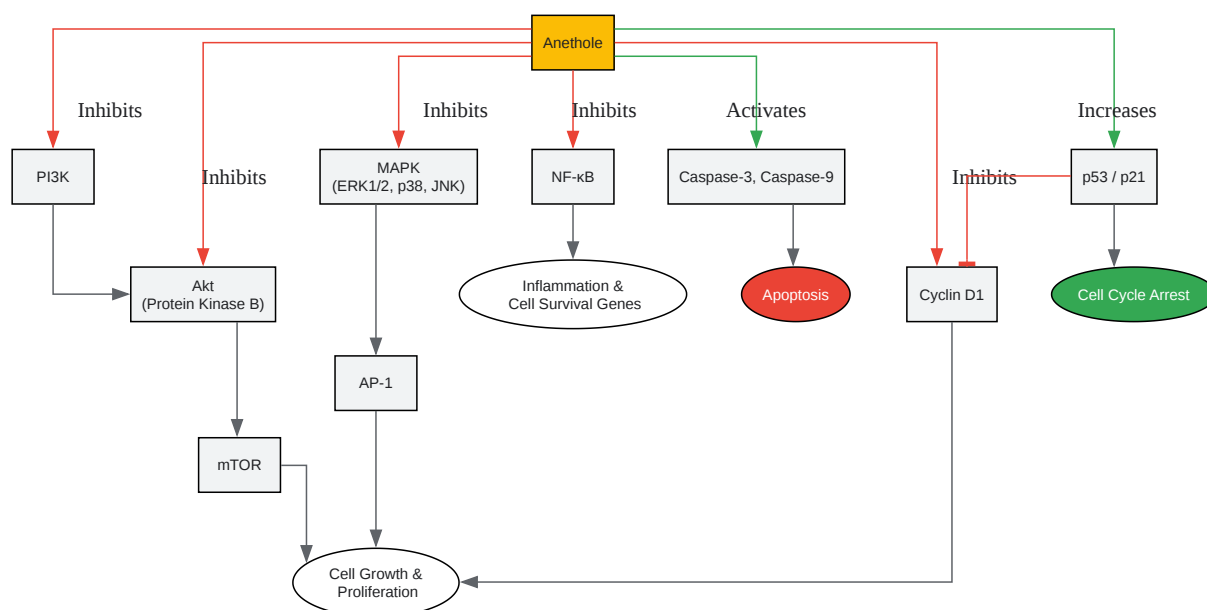 Anethole
Inhibits
Inhibits
Inhibits
Activates
Increases
PI3K
Inhibits
MAPK
(ERK1/2, p38, JNK)
NF-κB
Caspase-3, Caspase-9
Inhibits
p53 / p21
Akt
(Protein Kinase B)
Inflammation &
Cell Survival Genes
Apoptosis
Cyclin D1
Cell Cycle Arrest
AP-1
mTOR
Cell Growth &
Proliferation